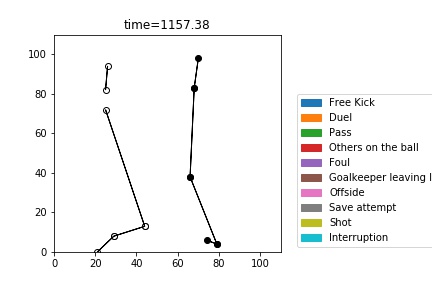 time=1157.38
100
80
60
40
20
0
0 20 40 60 80 100
Free Kick
Duel
Pass
Others on the ball
Foul
Goalkeeper leaving l
Offside
Save attempt
Shot
Interruption